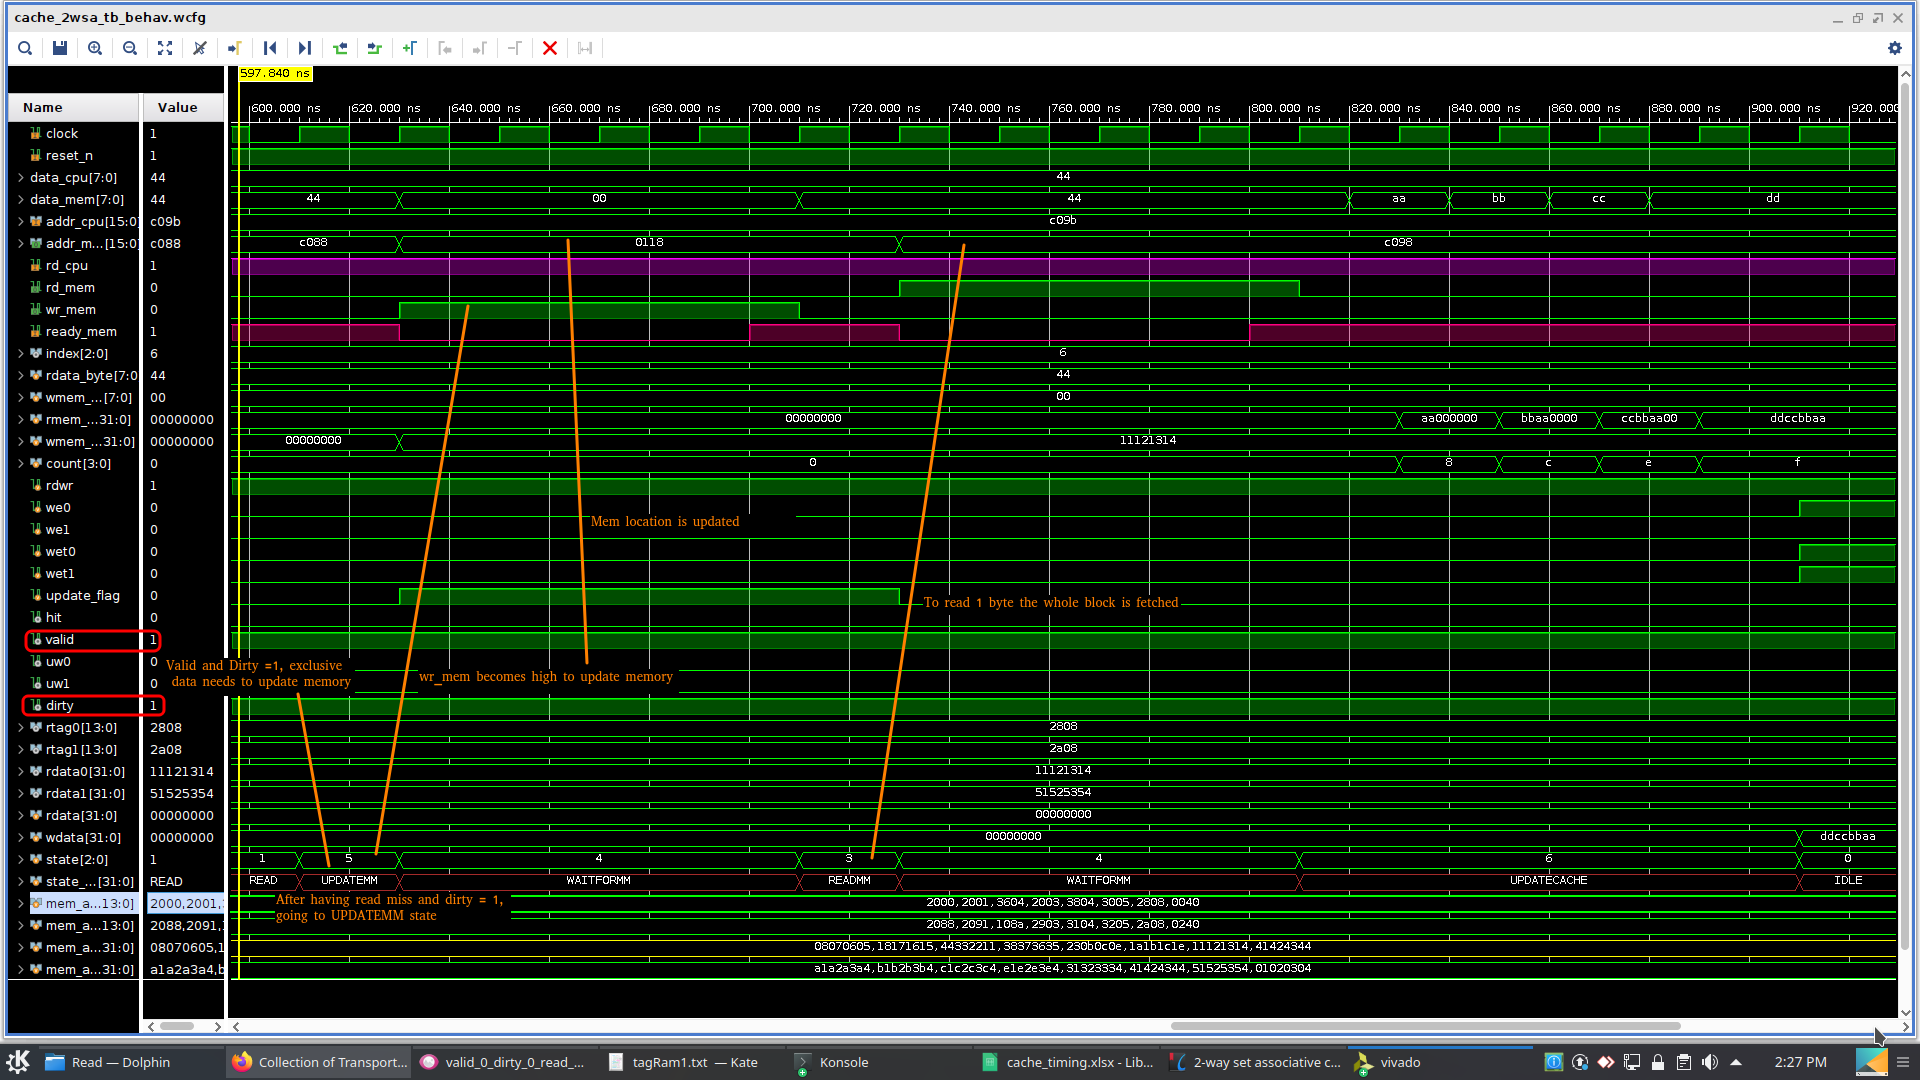 cache_2wsa_tb_behav.wcfg
597.840 ns
Name Value
600.000 ns 620.000 ns 640.000 ns 660.000 ns 680.000 ns 700.000 ns 720.000 ns 740.000 ns 760.000 ns 780.000 ns 800.000 ns 820.000 ns 840.000 ns 860.000 ns 880.000 ns 900.000 ns 920.000
clock 1
reset_n 1
data_cpu[7:0] 44 44
data_mem[7:0] 44 44 00 44 aa bb cc dd
addr_cpu[15:0] c09b c09b
addr_m...[15:0] c088 c088 0118 c098
rd_cpu 1
rd_mem 0
wr_mem 0
ready_mem 1
index[2:0] 6 6
rdata_byte[7:0 44 44
wmem_...[7:0] 00 00
rmem_...31:0] 00000000 00000000 aa000000 bbaa0000 ccbbaa00 ddccbbaa
wmem_...31:0] 00000000 00000000 11121314
count[3:0] 0 0 8 c e f
rdwr 1
we0 0
Mem location is updated
we1 0
wet0 0
wet1 0
update_flag 0
To read 1 byte the whole block is fetched
hit 0
valid 1
uw0 0
Valid and Dirty =1, exclusive
data needs to update memory
wr_mem becomes high to update memory
uw1 0
dirty 1
rtag0[13:0] 2808 2808
rtag1[13:0] 2a08 2a08
rdata0[31:0] 11121314 11121314
rdata1[31:0] 51525354 51525354
rdata[31:0] 00000000 00000000
wdata[31:0] 00000000 00000000 ddccbbaa
state[2:0] 1 1 5 4 3 4 6 0
state_...[31:0] READ READ UPDATEMM WAITFORMM READMM WAITFORMM UPDATECACHE IDLE
After having read miss and dirty = 1,
going to UPDATEMM state
mem_a...13:0] 2000,2001, 2000,2001,3604,2003,3804,3005,2808,0040
mem_a...13:0] 2088,2091, 2088,2091,108a,2903,3104,3205,2a08,0240
mem_a...31:0] 08070605,1 08070605,18171615,44332211,38373635,230b0c0e,1a1b1c1e,11121314,41424344
mem_a...31:0] a1a2a3a4,b a1a2a3a4,b1b2b3b4,c1c2c3c4,e1e2e3e4,31323334,41424344,51525354,01020304
Read — Dolphin
Collection of Transport...
valid_0_dirty_0_read_...
tagRam1.txt — Kate
Konsole
cache_timing.xlsx - Lib...
2-way set associative c...
vivado
2:27 PM